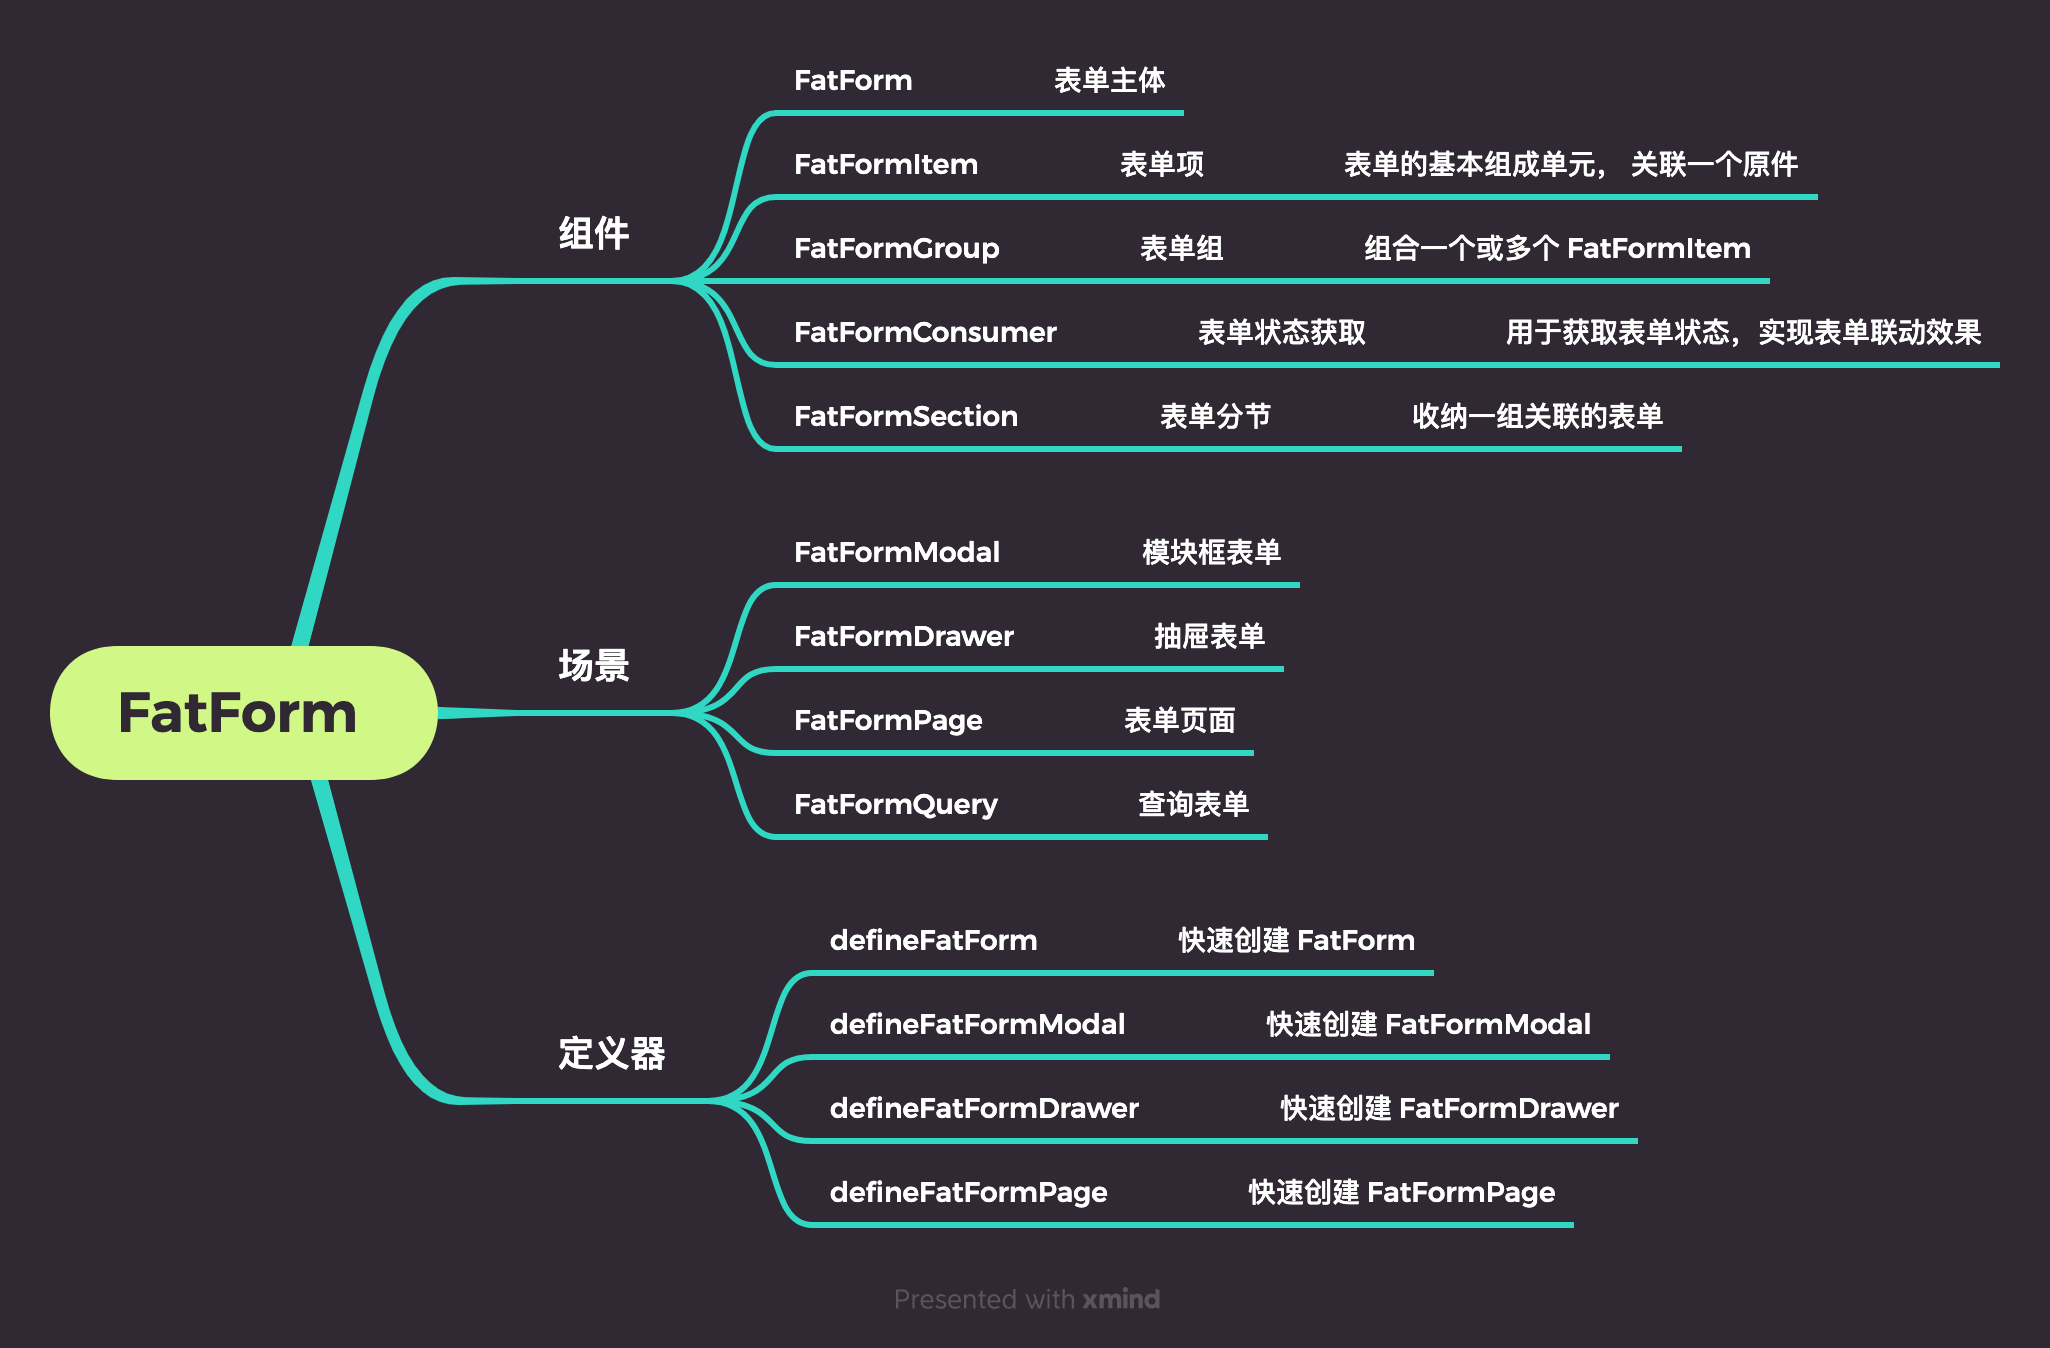 FatForm
组件
FatForm 表单主体
FatFormItem 表单项 表单的基本组成单元， 关联一个原件
FatFormGroup 表单组 组合一个或多个 FatFormItem
FatFormConsumer 表单状态获取 用于获取表单状态，实现表单联动效果
FatFormSection 表单分节 收纳一组关联的表单
场景
FatFormModal 模块框表单
FatFormDrawer 抽屉表单
FatFormPage 表单页面
FatFormQuery 查询表单
定义器
defineFatForm 快速创建 FatForm
defineFatFormModal 快速创建 FatFormModal
defineFatFormDrawer 快速创建 FatFormDrawer
defineFatFormPage 快速创建 FatFormPage
Presented with xmind